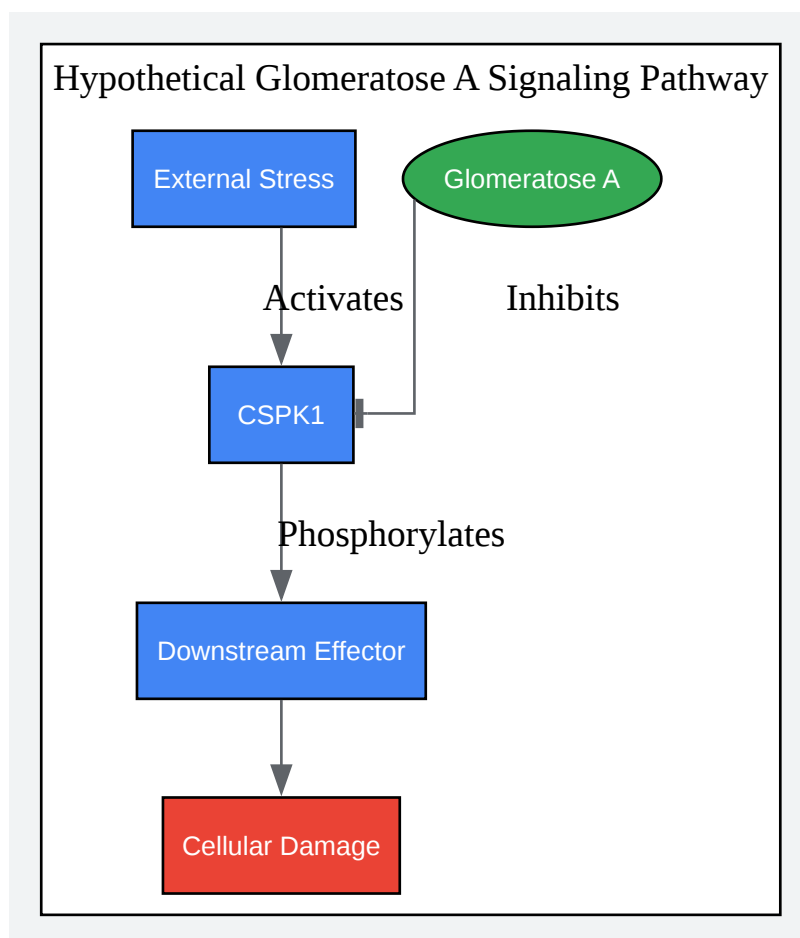 Hypothetical Glomeratose A Signaling Pathway
External Stress
Glomeratose A
Activates
Inhibits
CSPK1
Phosphorylates
Downstream Effector
Cellular Damage